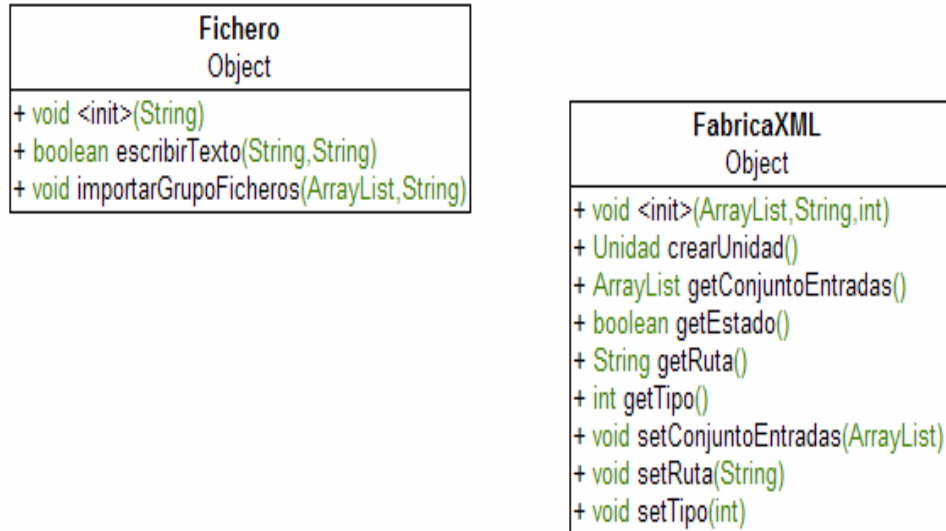 Fichero
Object
+ void <init>(String)
+ boolean escribirTexto(String,String)
+ void importarGrupoFicheros(ArrayList,String)
FabricaXML
Object
+ void <init>(ArrayList,String,int)
+ Unidad crearUnidad()
+ ArrayList getConjuntoEntradas()
+ boolean getEstado()
+ String getRuta()
+ int getTipo()
+ void setConjuntoEntradas(ArrayList)
+ void setRuta(String)
+ void setTipo(int)